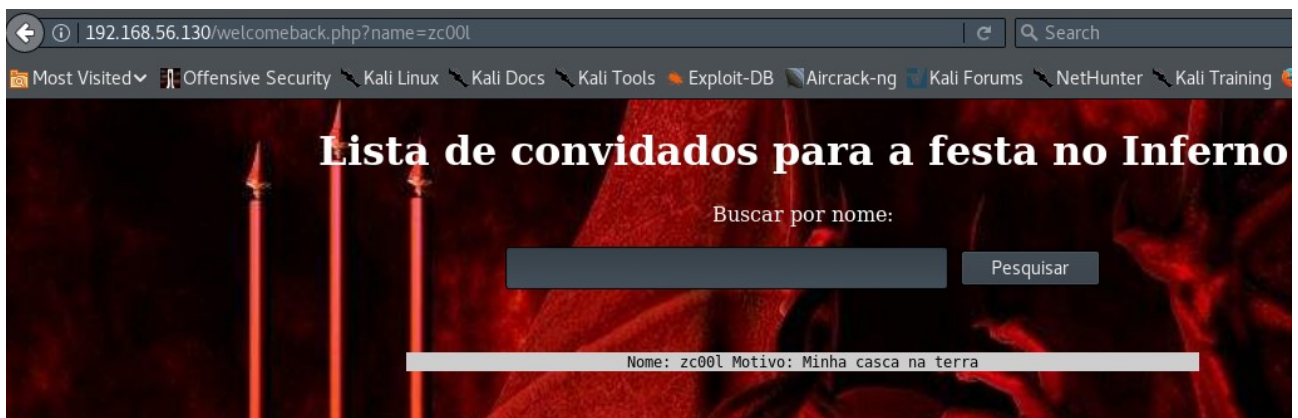 192.168.56.130/welcomeback.php?name=zc00l
Search
Most Visited Offensive Security Kali Linux Kali Docs Kali Tools Exploit-DB Aircrack-ng Kali Forums NetHunter Kali Training
Lista de convidados para a festa no Inferno
Buscar por nome:
Pesquisar
Nome: zc00l Motivo: Minha casca na terra